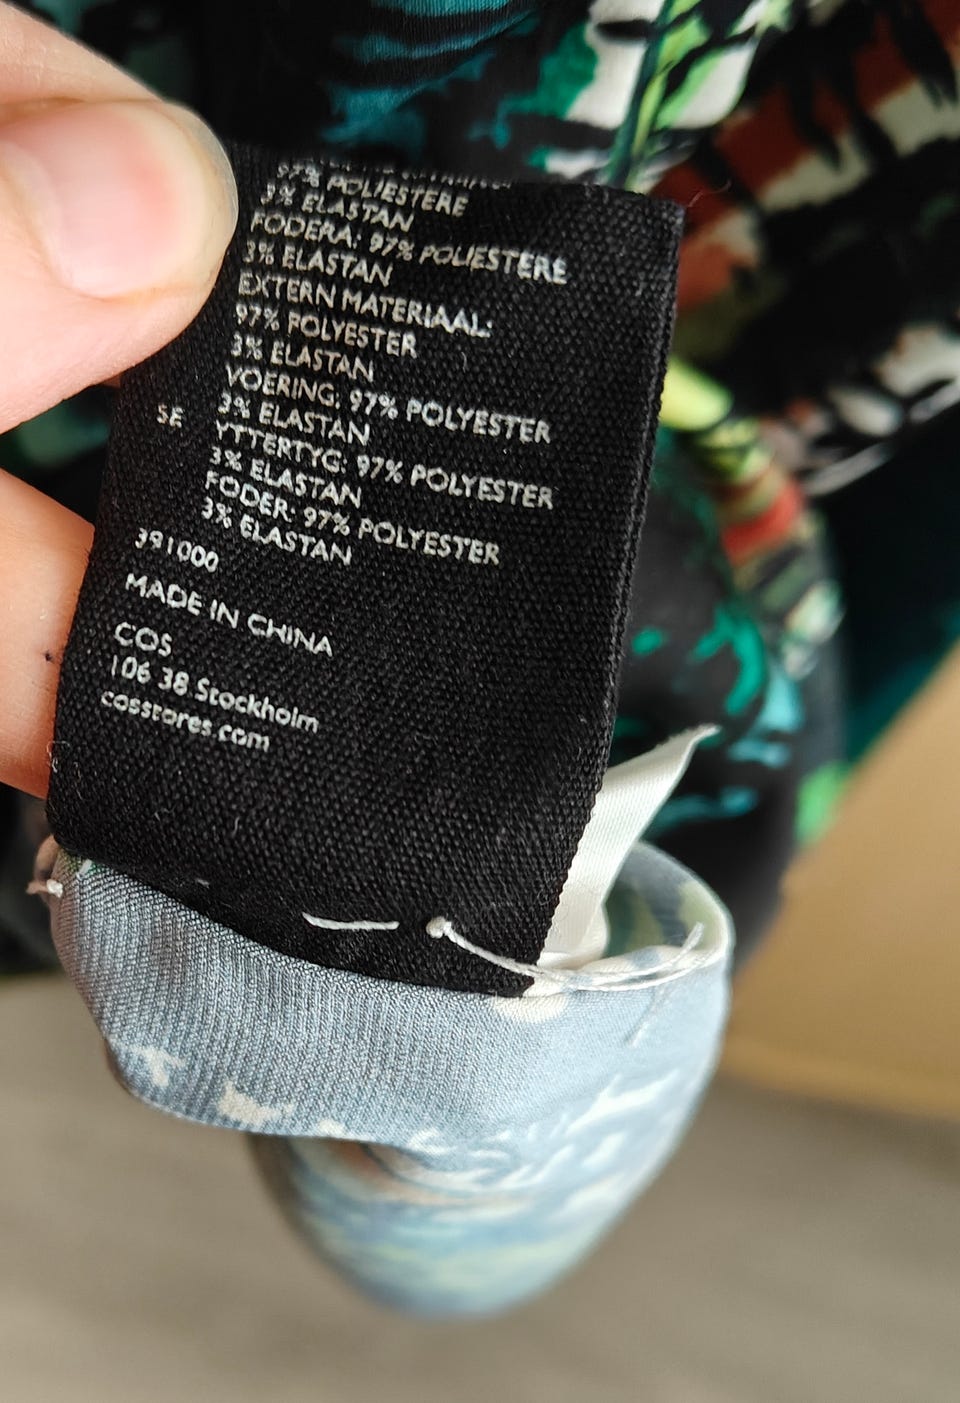 97% POLIESTERE
3% ELASTAN
FODERA: 97% POLIESTERE
3% ELASTAN
EXTERN MATERIAAL:
97% POLYESTER
3% ELASTAN
VOERING: 97% POLYESTER
3% ELASTAN
SE YTTERTYG: 97% POLYESTER
3% ELASTAN
FODER: 97% POLYESTER
3% ELASTAN
391000
MADE IN CHINA
COS
106 38 Stockholm
cosstores.com